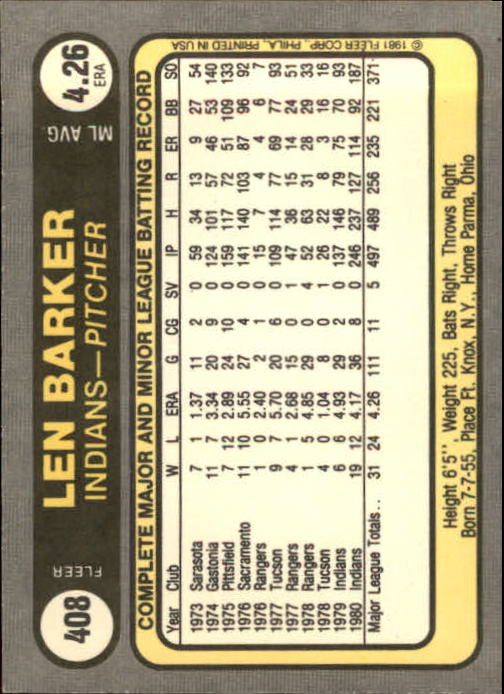 408
FLEER
LEN BARKER
INDIANS—PITCHER
ML AVG
4.26
ERA
COMPLETE MAJOR AND MINOR LEAGUE BATTING RECORD
Year Club W L ERA G CG SV IP H R ER BB SO
1973 Sarasota 7 1 1.37 11 2 0 59 34 13 9 27 54
1974 Gastonia 11 7 3.34 20 9 0 124 101 57 46 53 140
1975 Pittsfield 7 12 2.89 24 10 0 159 117 72 51 109 133
1976 Sacramento 11 10 5.55 27 4 0 141 140 103 87 96 92
1976 Rangers 1 0 2.40 2 1 0 15 7 4 4 6 7
1977 Tucson 9 7 5.70 20 6 0 109 114 77 69 77 93
1977 Rangers 4 1 2.68 15 0 1 47 36 15 14 24 51
1978 Rangers 1 5 4.85 29 0 4 52 63 31 28 29 33
1978 Tucson 4 0 1.04 8 0 1 26 22 8 3 16 16
1979 Indians 6 6 4.93 29 2 0 137 146 79 75 70 93
1980 Indians 19 12 4.17 36 8 0 246 237 127 114 92 187
Major League Totals.. 31 24 4.26 111 11 5 497 489 256 235 221 371
Height 6'5'', Weight 225, Bats Right, Throws Right
Born 7-7-55, Place Ft. Knox, N.Y., Home Parma, Ohio
© 1981 FLEER CORP., PHILA., PRINTED IN USA